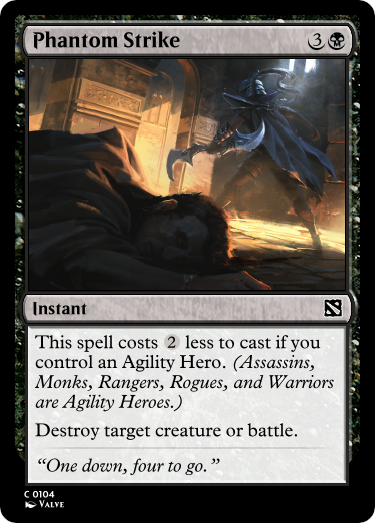 Phantom Strike 3
Instant
This spell costs 2 less to cast if you
control an Agility Hero. (Assassins,
Monks, Rangers, Rogues, and Warriors
are Agility Heroes.)
Destroy target creature or battle.
“One down, four to go.”
C 0104
Valve